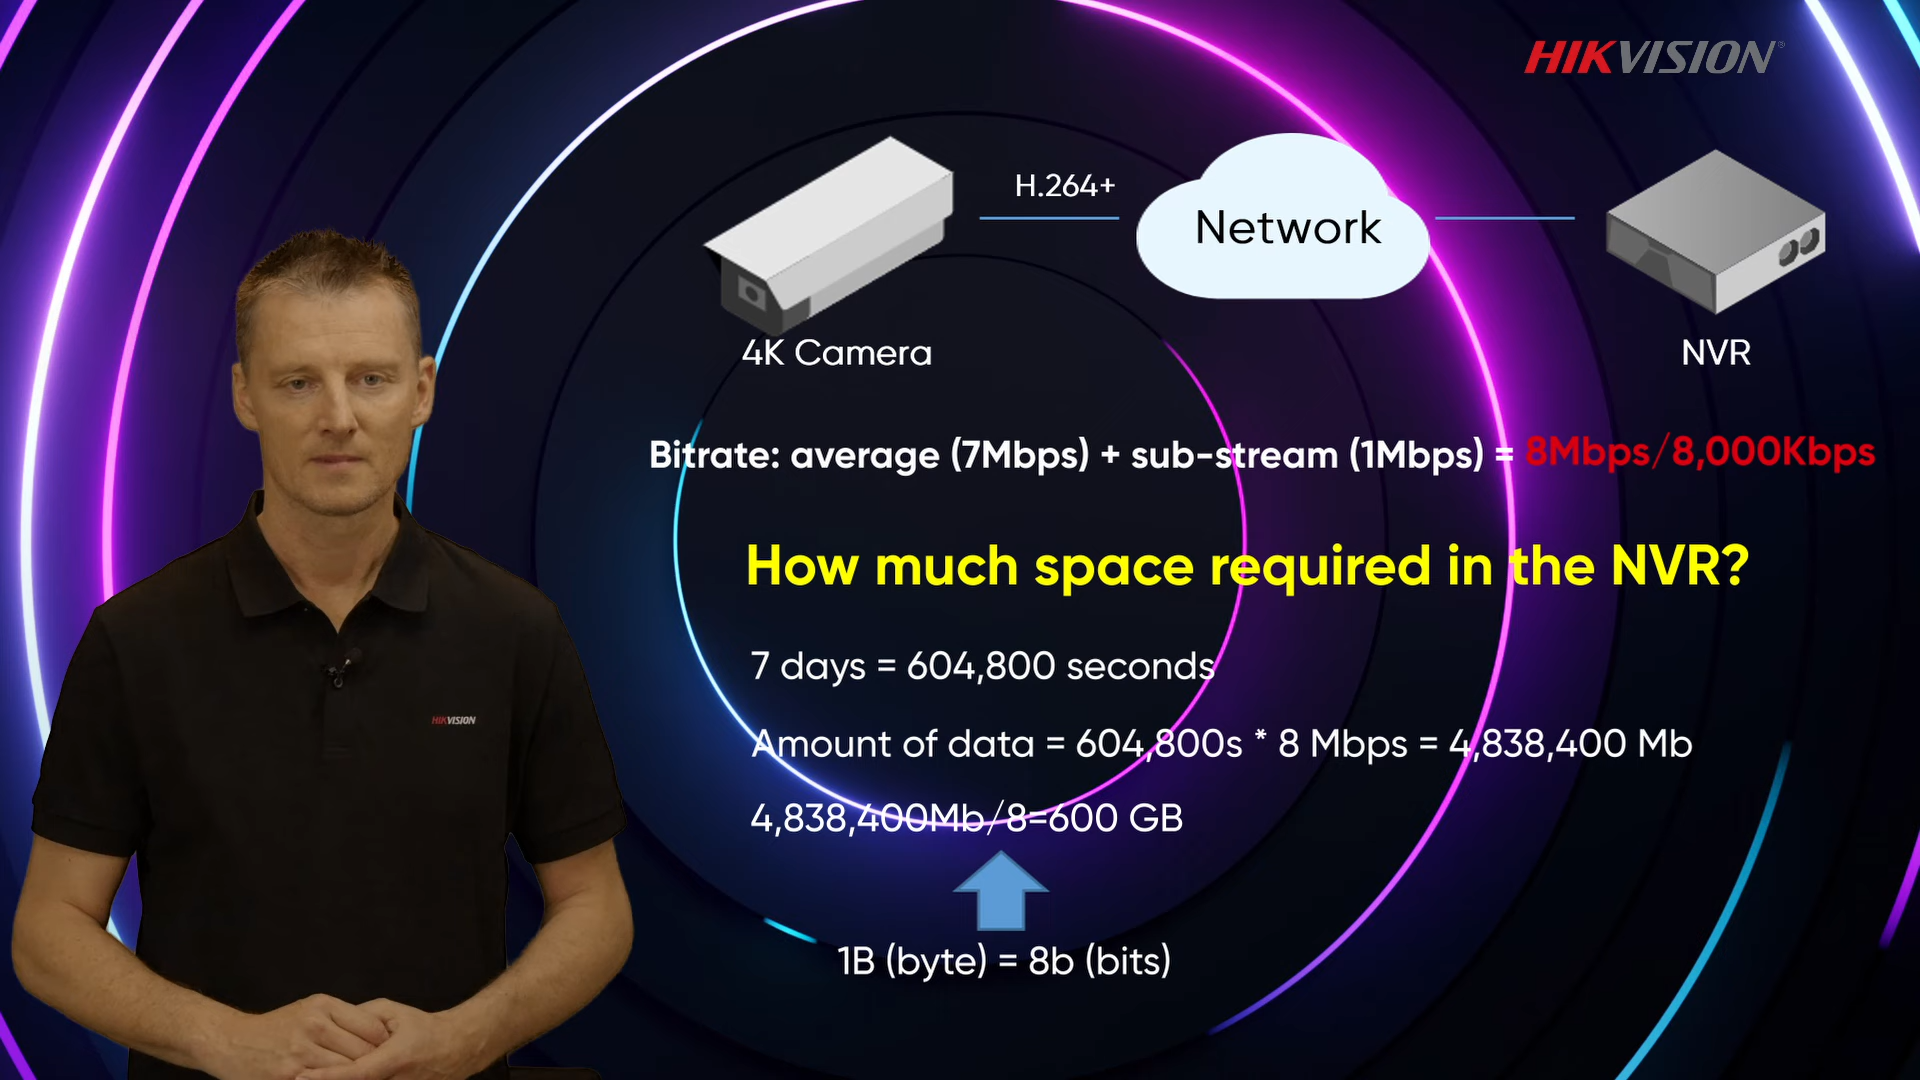 HIKVISION®
H.264+
Network
4K Camera
NVR
Bitrate: average (7Mbps) + sub-stream (1Mbps) = 8Mbps/8,000Kbps
How much space required in the NVR?
7 days = 604,800 seconds
HIKVISION
Amount of data = 604,800s * 8 Mbps = 4,838,400 Mb
4,838,400Mb/8=600 GB
1B (byte) = 8b (bits)